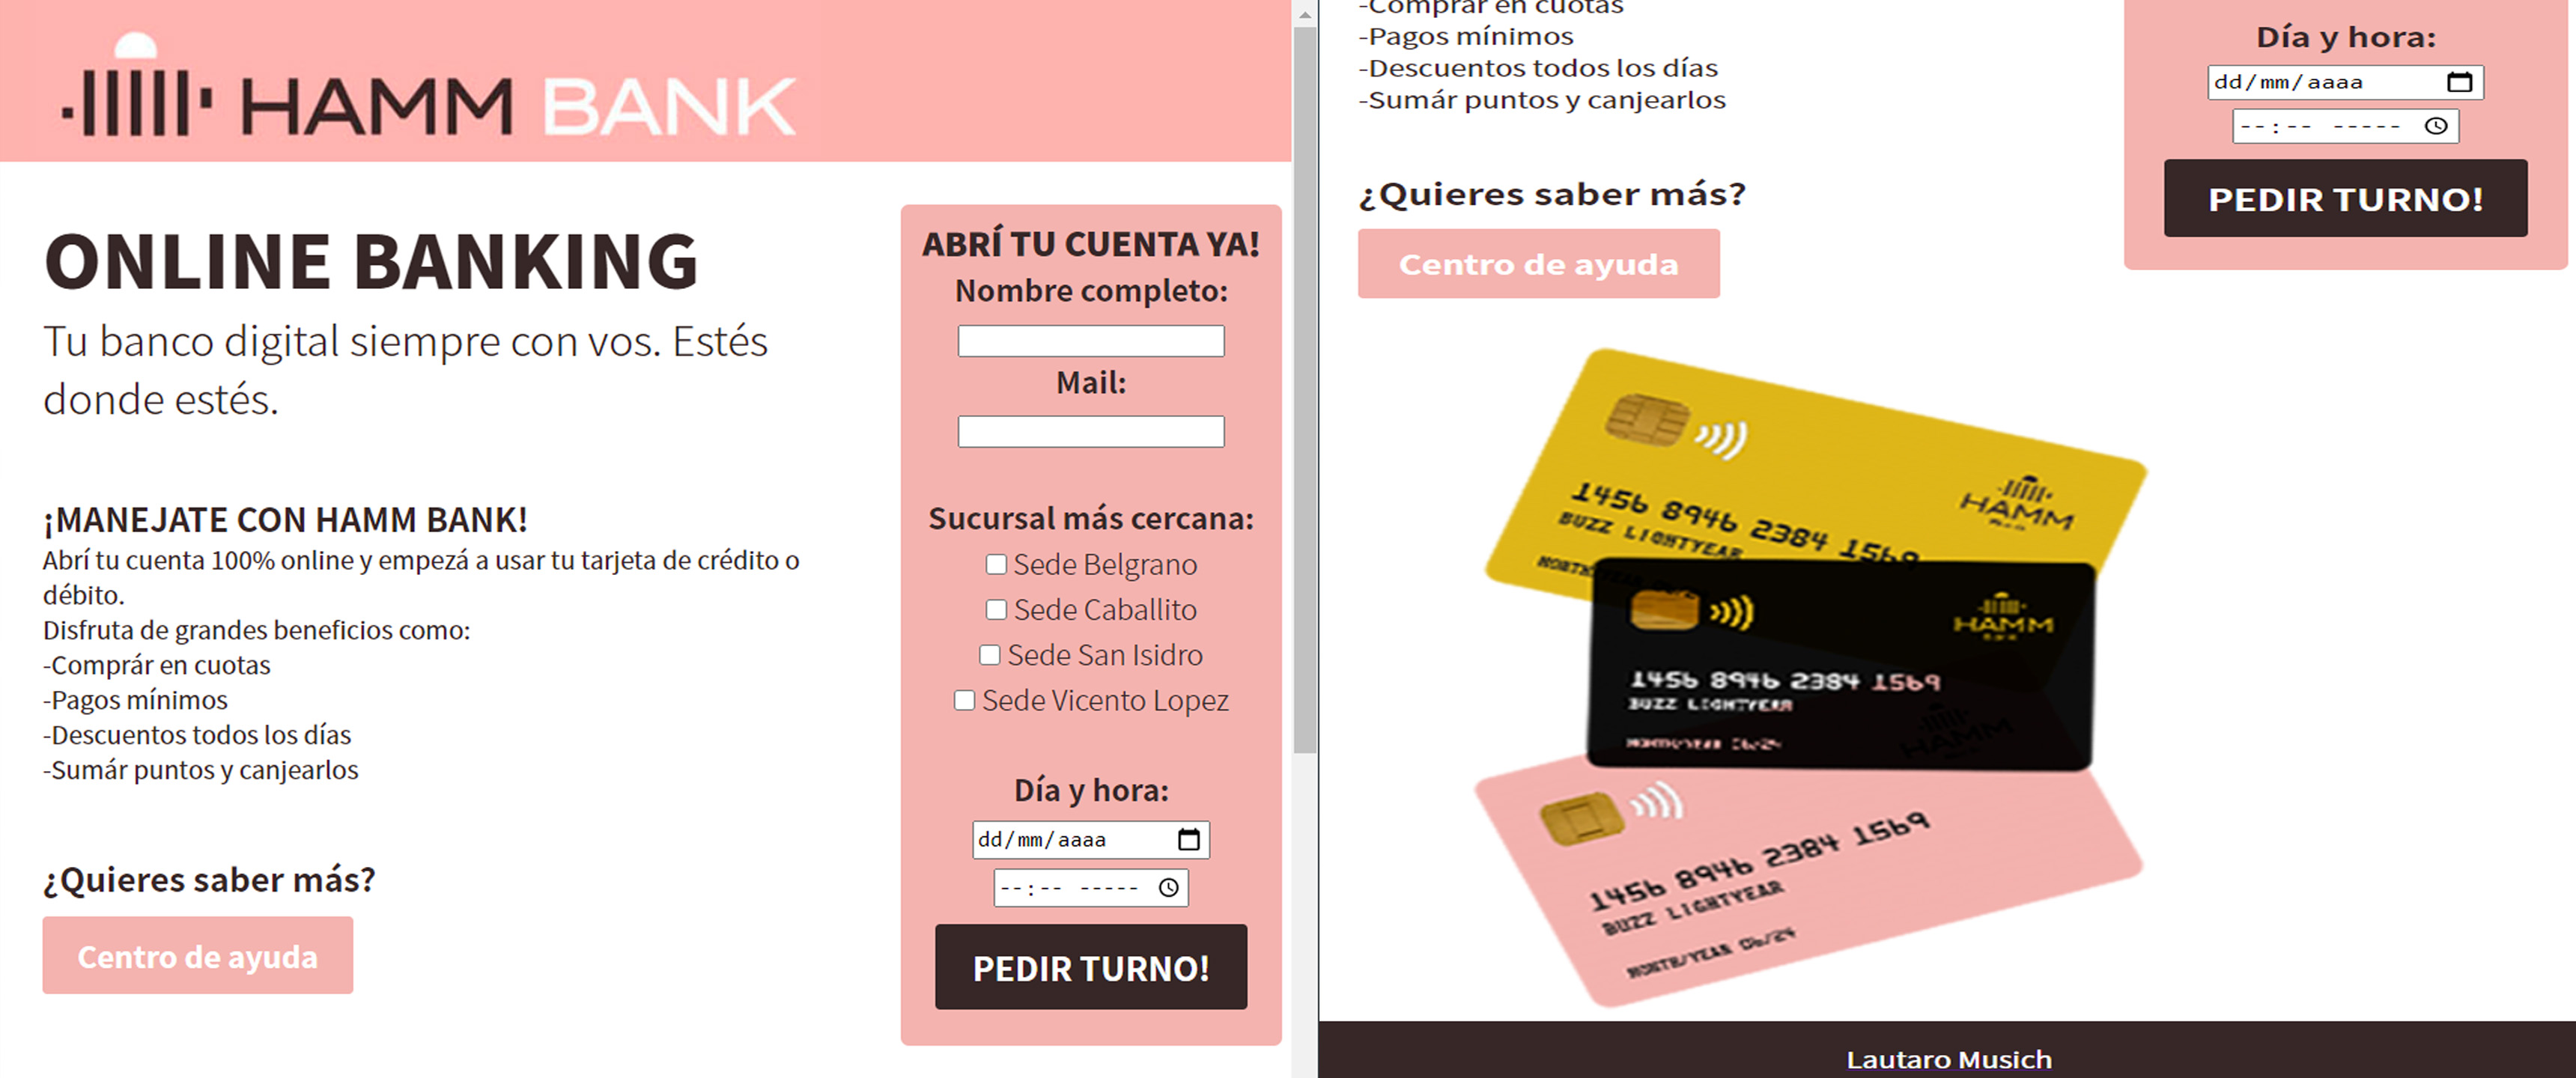 HAMM BANK
ONLINE BANKING
Tu banco digital siempre con vos. Estés
donde estés.
¡MANEJATE CON HAMM BANK!
Abrí tu cuenta 100% online y empezá a usar tu tarjeta de crédito o
débito.
Disfruta de grandes beneficios como:
-Comprár en cuotas
-Pagos mínimos
-Descuentos todos los días
-Sumár puntos y canjearlos
¿Quieres saber más?
Centro de ayuda
ABRÍ TU CUENTA YA!
Nombre completo:
Mail:
Sucursal más cercana:
Sede Belgrano
Sede Caballito
Sede San Isidro
Sede Vicento Lopez
Día y hora:
dd/mm/aaaa
--:-- -----
PEDIR TURNO!
-Comprár en cuotas
-Pagos mínimos
-Descuentos todos los días
-Sumár puntos y canjearlos
¿Quieres saber más?
Centro de ayuda
Día y hora:
dd/mm/aaaa
--:-- -----
PEDIR TURNO!
HAMM
1456 8946 2384 1569
BUZZ LIGHTYEAR
HAMM
1456 8946 2384 1569
BUZZ LIGHTYEAR
MONTH/YEAR 06/24
HAMM
1456 8946 2384 1569
BUZZ LIGHTYEAR
MONTH/YEAR 06/24
Lautaro Musich